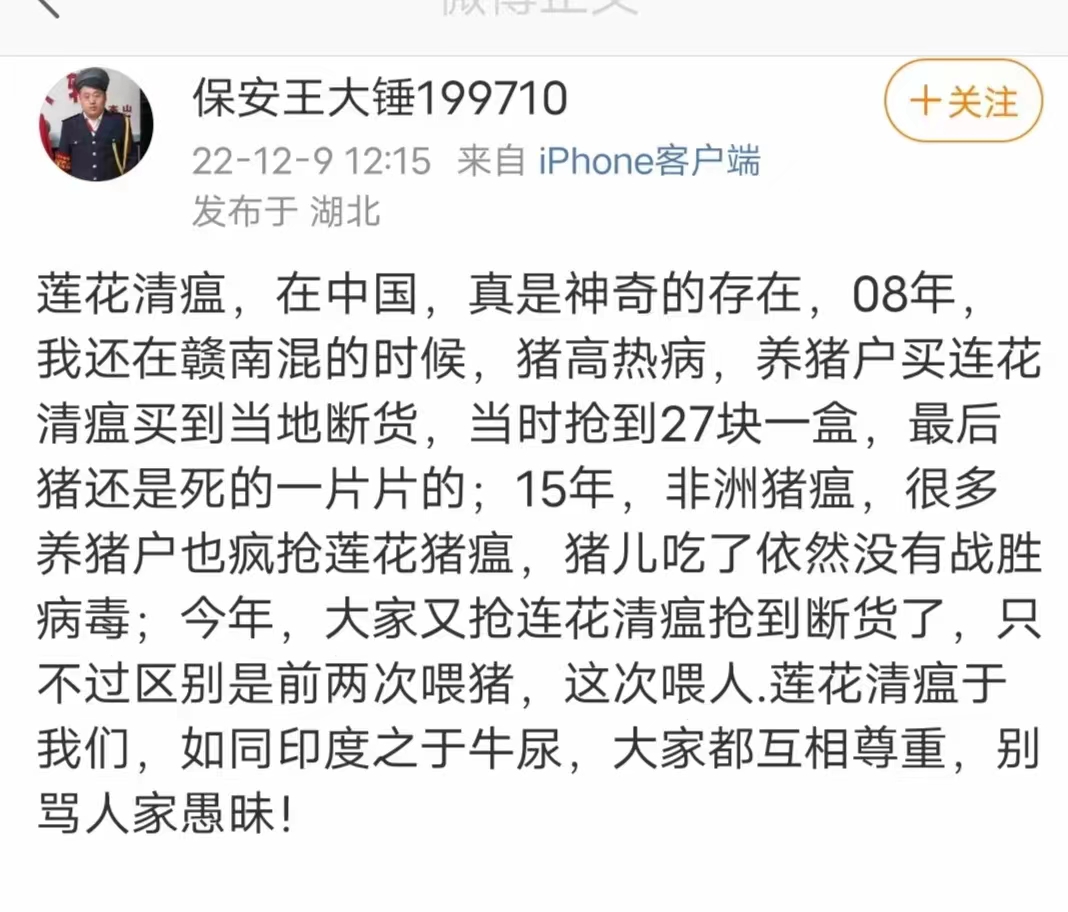 微博正文
保安王大锤199710
+关注
22-12-9 12:15 来自 iPhone客户端
发布于 湖北
莲花清瘟，在中国，真是神奇的存在，08年，
我还在赣南混的时候，猪高热病，养猪户买连花
清瘟买到当地断货，当时抢到27块一盒，最后
猪还是死的一片片的；15年，非洲猪瘟，很多
养猪户也疯抢莲花猪瘟，猪儿吃了依然没有战胜
病毒；今年，大家又抢连花清瘟抢到断货了，只
不过区别是前两次喂猪，这次喂人.莲花清瘟于
我们，如同印度之于牛尿，大家都互相尊重，别
骂人家愚昧！